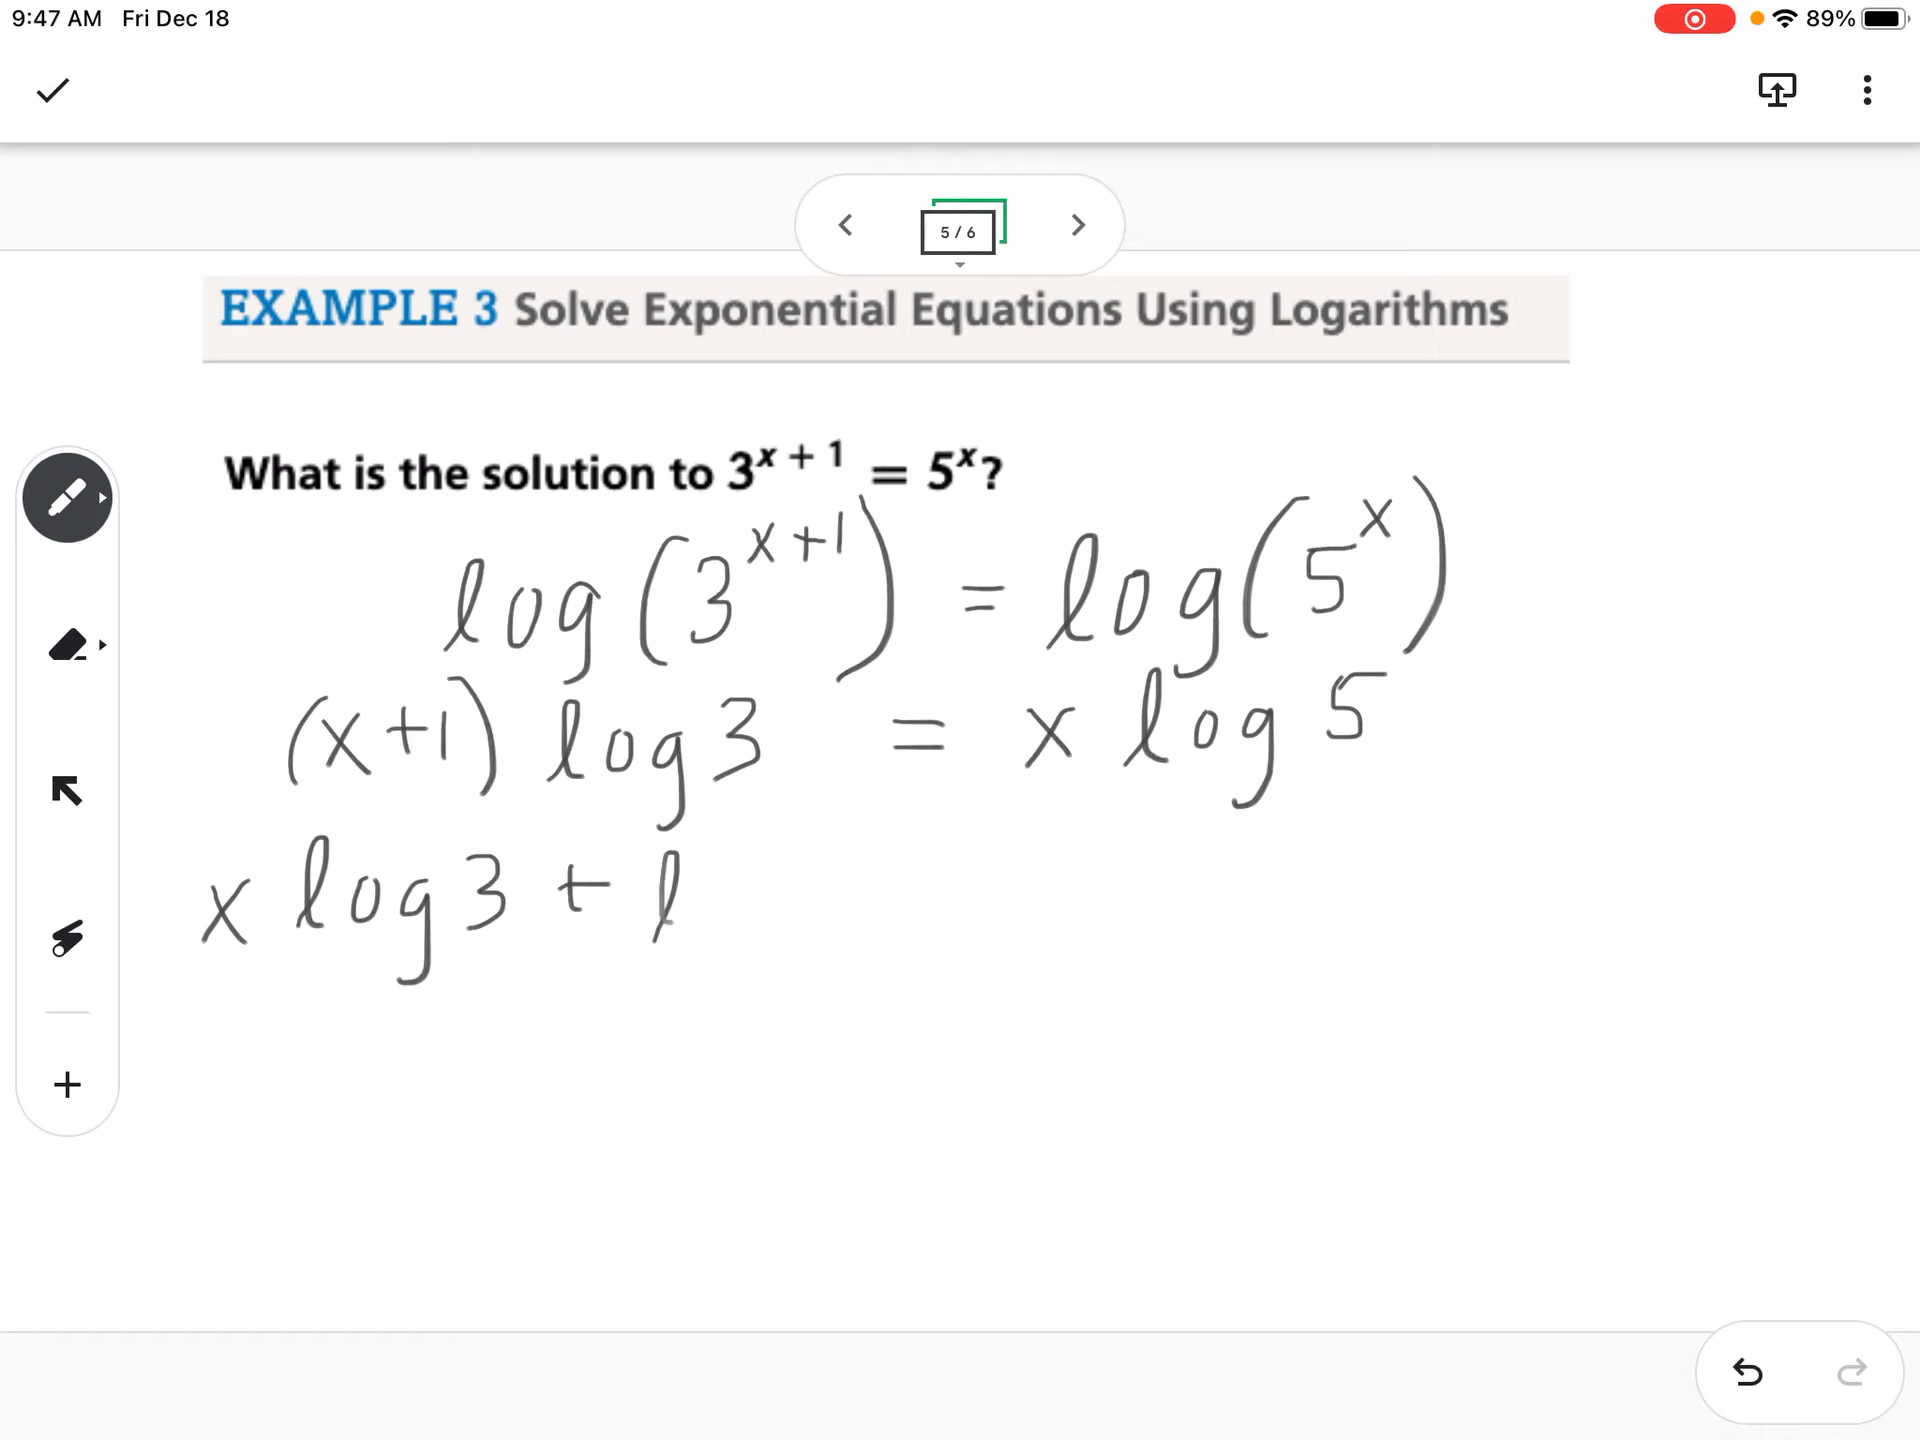 9:47 AM Fri Dec 18 89%
5 / 6
EXAMPLE 3 Solve Exponential Equations Using Logarithms
What is the solution to 3^{x + 1} = 5^x?
log(3^{x+1}) = log(5^x)
(x+1) log 3 = x log 5
x log 3 + l